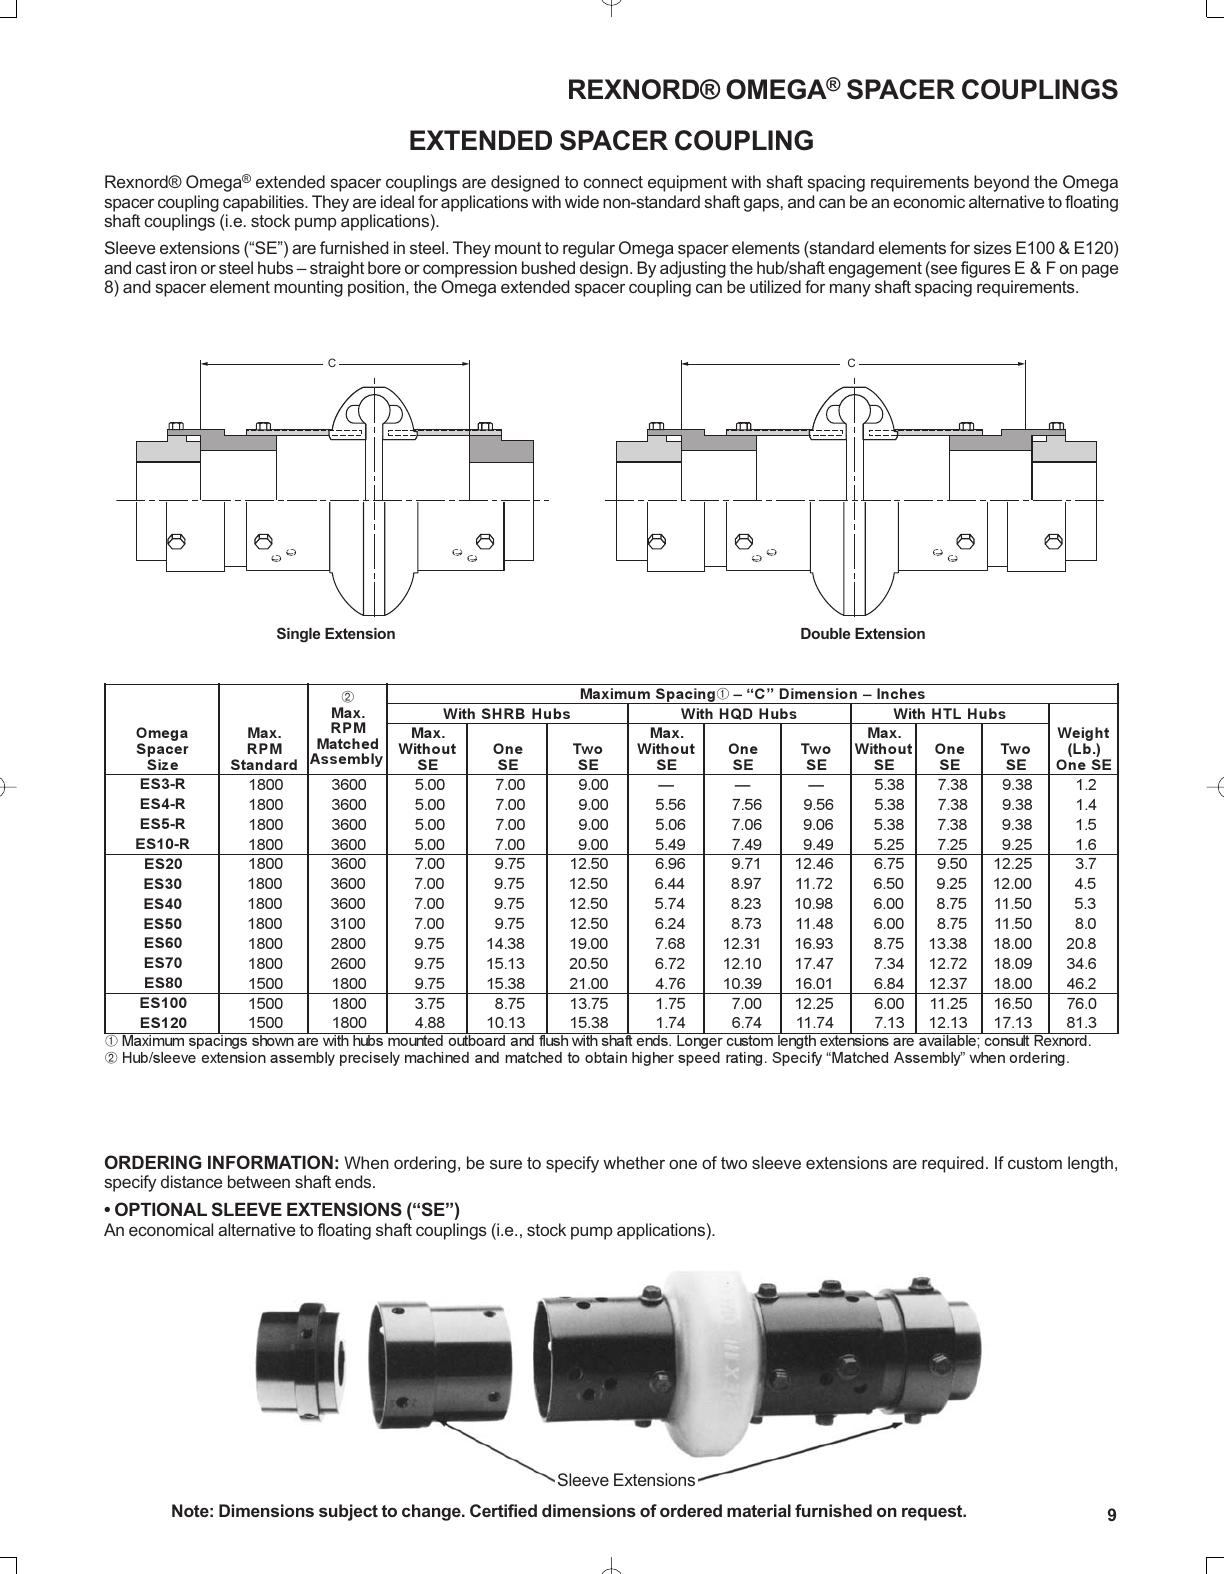 REXNORD® OMEGA® SPACER COUPLINGS
EXTENDED SPACER COUPLING
Rexnord® Omega® extended spacer couplings are designed to connect equipment with shaft spacing requirements beyond the Omega
spacer coupling capabilities. They are ideal for applications with wide non-standard shaft gaps, and can be an economic alternative to floating
shaft couplings (i.e. stock pump applications).
Sleeve extensions (“SE”) are furnished in steel. They mount to regular Omega spacer elements (standard elements for sizes E100 & E120)
and cast iron or steel hubs – straight bore or compression bushed design. By adjusting the hub/shaft engagement (see figures E & F on page
8) and spacer element mounting position, the Omega extended spacer coupling can be utilized for many shaft spacing requirements.
C C
Single Extension Double Extension
② Maximum Spacing① – “C” Dimension – Inches
Max. With SHRB Hubs With HQD Hubs With HTL Hubs
Omega Max. RPM Max. Max. Max. Weight
Spacer RPM Matched Without One Two Without One Two Without One Two (Lb.)
Size Standard Assembly SE SE SE SE SE SE SE SE SE One SE
ES3-R 1800 3600 5.00 7.00 9.00 — — — 5.38 7.38 9.38 1.2
ES4-R 1800 3600 5.00 7.00 9.00 5.56 7.56 9.56 5.38 7.38 9.38 1.4
ES5-R 1800 3600 5.00 7.00 9.00 5.06 7.06 9.06 5.38 7.38 9.38 1.5
ES10-R 1800 3600 5.00 7.00 9.00 5.49 7.49 9.49 5.25 7.25 9.25 1.6
ES20 1800 3600 7.00 9.75 12.50 6.96 9.71 12.46 6.75 9.50 12.25 3.7
ES30 1800 3600 7.00 9.75 12.50 6.44 8.97 11.72 6.50 9.25 12.00 4.5
ES40 1800 3600 7.00 9.75 12.50 5.74 8.23 10.98 6.00 8.75 11.50 5.3
ES50 1800 3100 7.00 9.75 12.50 6.24 8.73 11.48 6.00 8.75 11.50 8.0
ES60 1800 2800 9.75 14.38 19.00 7.68 12.31 16.93 8.75 13.38 18.00 20.8
ES70 1800 2600 9.75 15.13 20.50 6.72 12.10 17.47 7.34 12.72 18.09 34.6
ES80 1500 1800 9.75 15.38 21.00 4.76 10.39 16.01 6.84 12.37 18.00 46.2
ES100 1500 1800 3.75 8.75 13.75 1.75 7.00 12.25 6.00 11.25 16.50 76.0
ES120 1500 1800 4.88 10.13 15.38 1.74 6.74 11.74 7.13 12.13 17.13 81.3
① Maximum spacings shown are with hubs mounted outboard and flush with shaft ends. Longer custom length extensions are available; consult Rexnord.
② Hub/sleeve extension assembly precisely machined and matched to obtain higher speed rating. Specify “Matched Assembly” when ordering.
ORDERING INFORMATION: When ordering, be sure to specify whether one of two sleeve extensions are required. If custom length,
specify distance between shaft ends.
• OPTIONAL SLEEVE EXTENSIONS (“SE”)
An economical alternative to floating shaft couplings (i.e., stock pump applications).
Sleeve Extensions
Note: Dimensions subject to change. Certified dimensions of ordered material furnished on request.
9